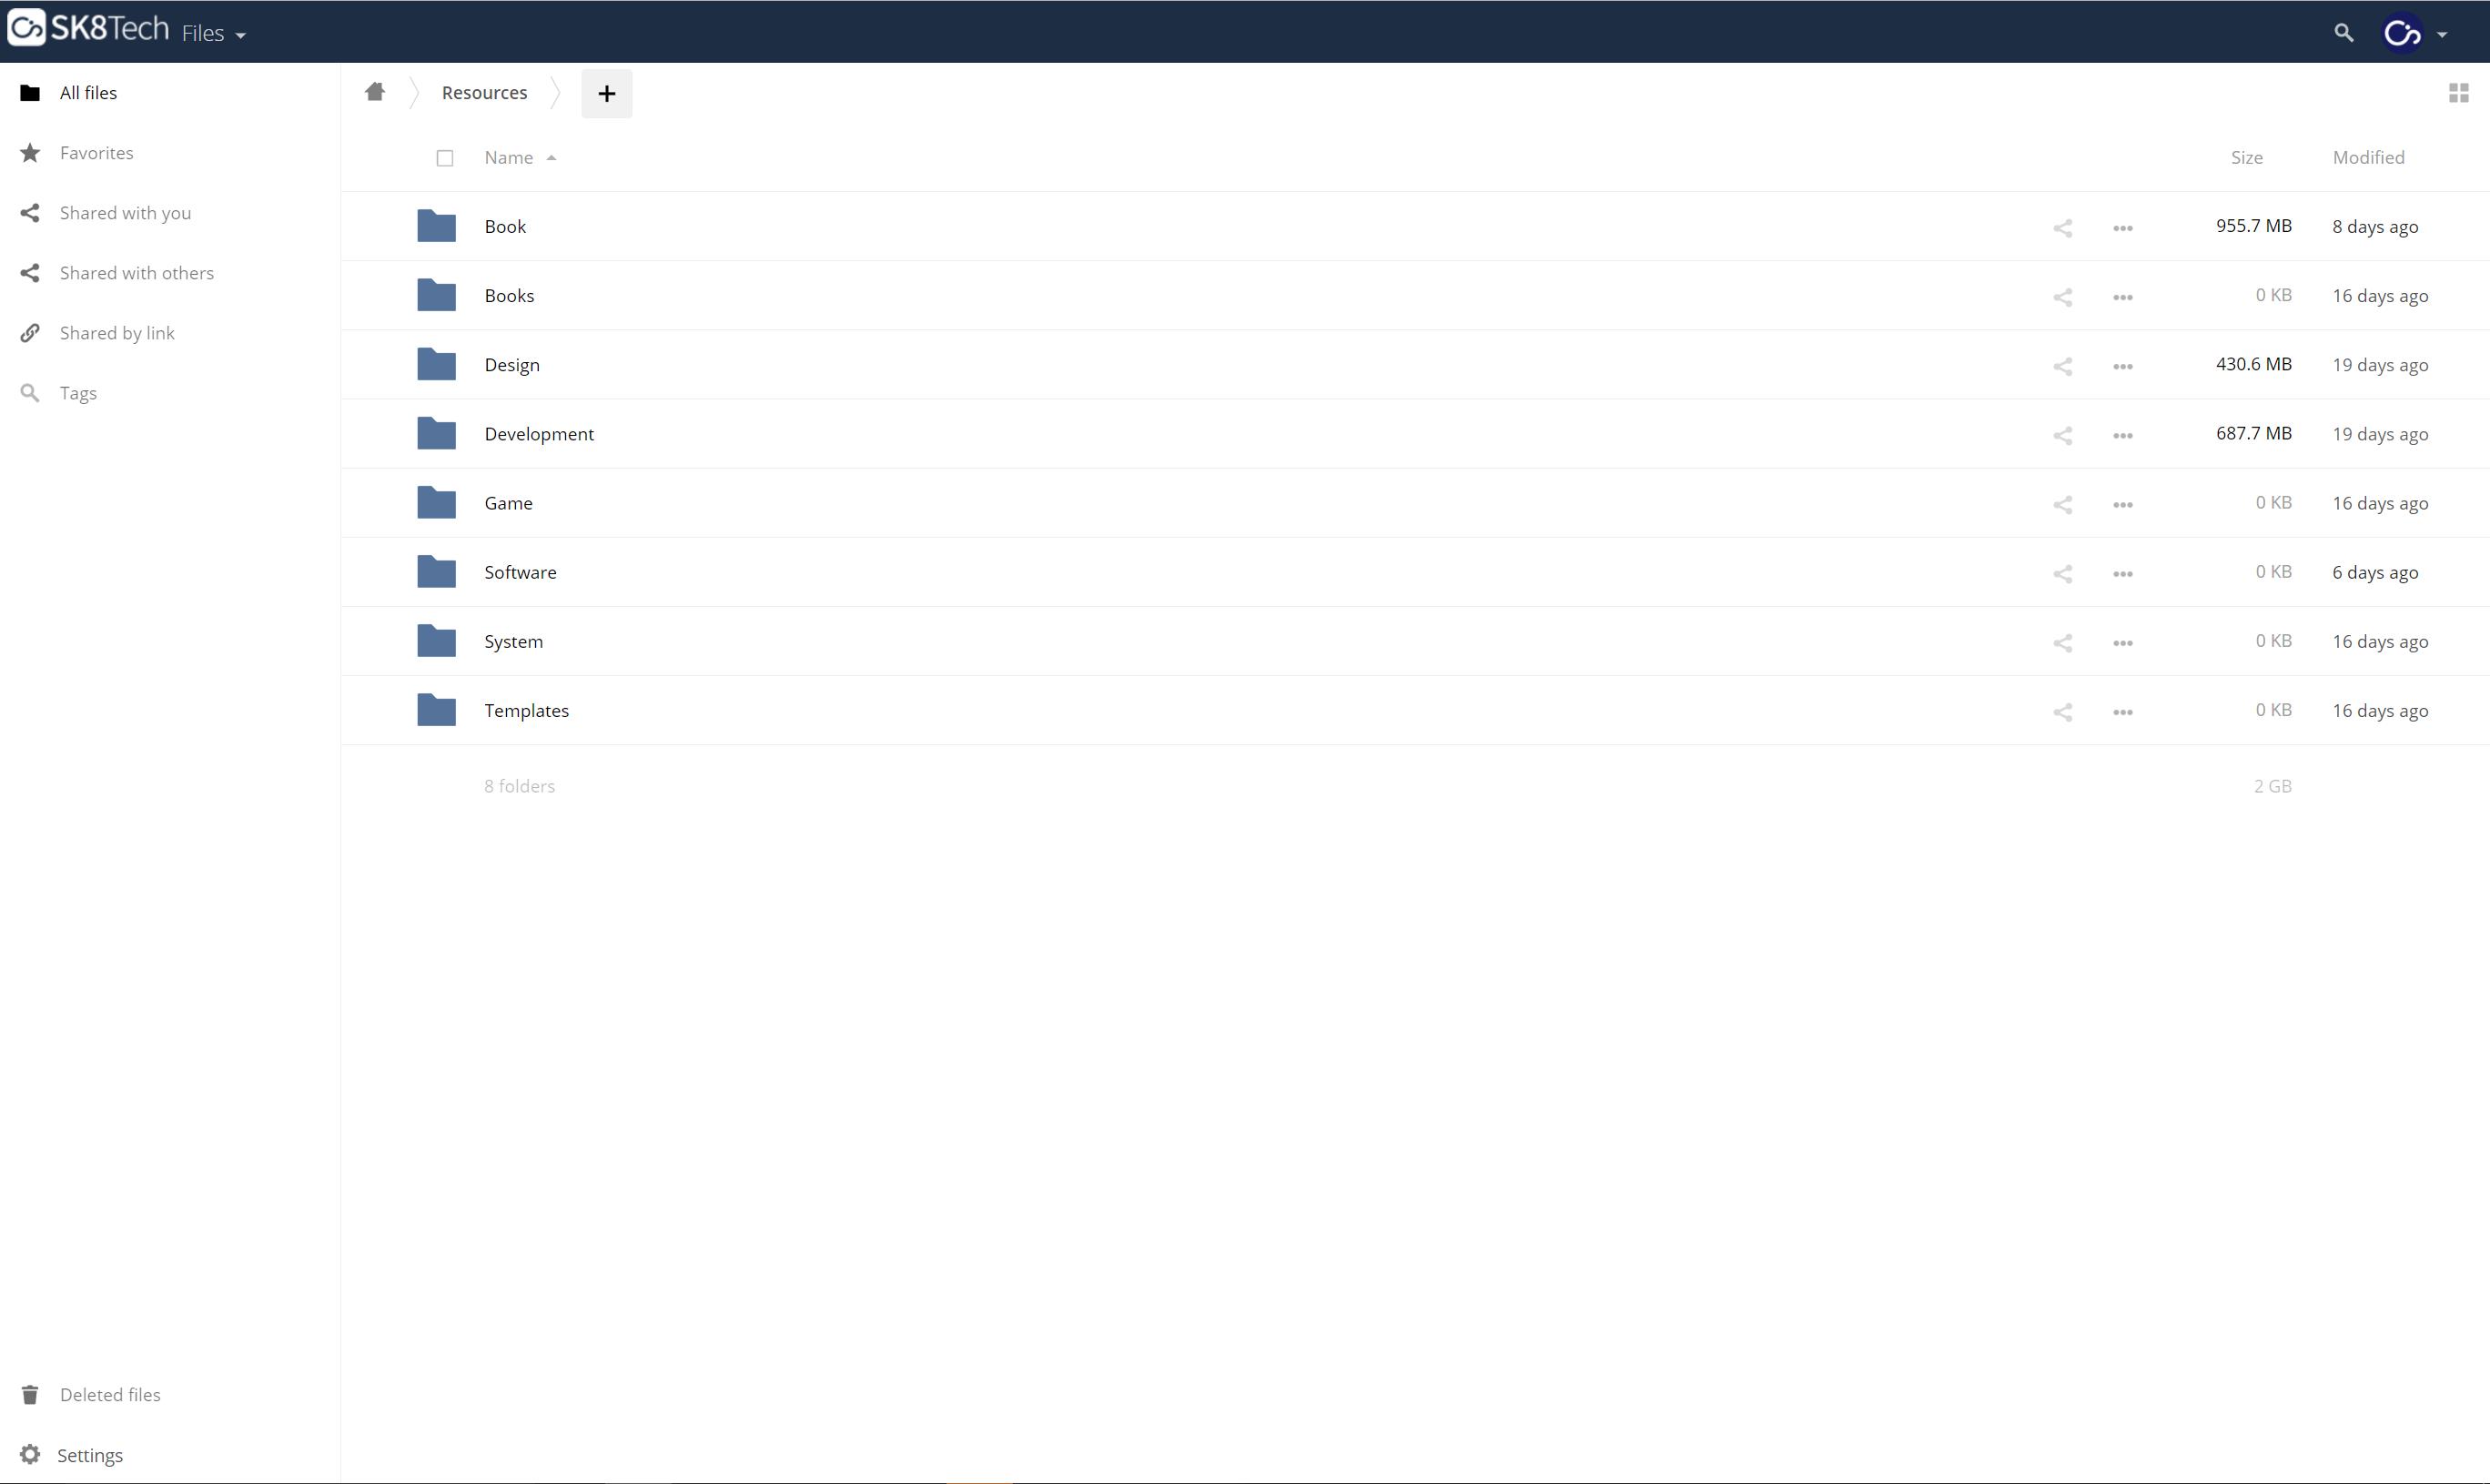 SK8Tech Files
All files
Favorites
Shared with you
Shared with others
Shared by link
Tags
Deleted files
Settings
Resources
Name Size Modified
Book 955.7 MB 8 days ago
Books 0 KB 16 days ago
Design 430.6 MB 19 days ago
Development 687.7 MB 19 days ago
Game 0 KB 16 days ago
Software 0 KB 6 days ago
System 0 KB 16 days ago
Templates 0 KB 16 days ago
8 folders 2 GB